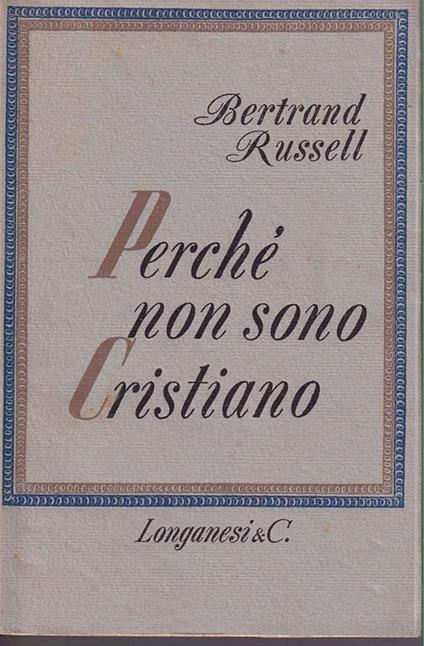 Bertrand
Russell
Perché
non sono
Cristiano
Longanesi & C.